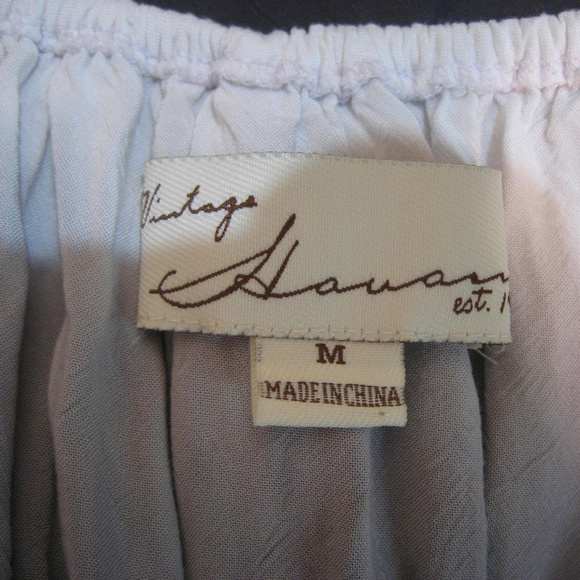 Vintage
Havan
est. 1
M
MADE IN CHINA